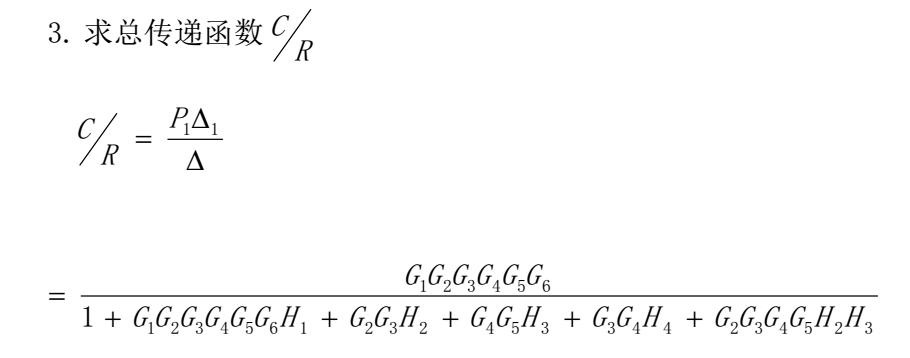 3. 求总传递函数 C/R
C/R = P₁Δ₁/Δ
= G₁G₂G₃G₄G₅G₆/(1 + G₁G₂G₃G₄G₅G₆H₁ + G₂G₃H₂ + G₄G₅H₃ + G₃G₄H₄ + G₂G₃G₄G₅H₂H₃)